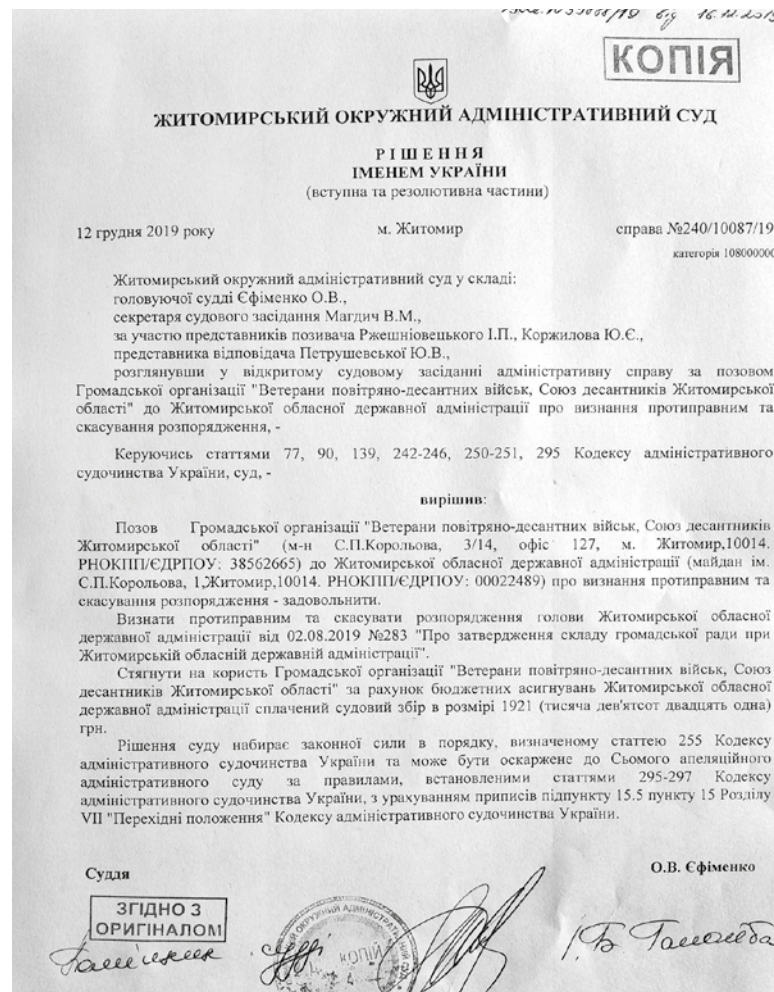 від 16.12.2019
КОПІЯ
ЖИТОМИРСЬКИЙ ОКРУЖНИЙ АДМІНІСТРАТИВНИЙ СУД
Р І Ш Е Н Н Я
ІМЕНЕМ УКРАЇНИ
(вступна та резолютивна частини)
12 грудня 2019 року м. Житомир справа №240/10087/19
категорія 108000000
Житомирський окружний адміністративний суд у складі:
головуючої судді Єфіменко О.В.,
секретаря судового засідання Магдич В.М.,
за участю представників позивача Ржешніовецького І.П., Коржилова Ю.Є.,
представника відповідача Петрушевської Ю.В.,
розглянувши у відкритому судовому засіданні адміністративну справу за позовом
Громадської організації "Ветерани повітряно-десантних військ, Союз десантників Житомирської
області" до Житомирської обласної державної адміністрації про визнання протиправним та
скасування розпорядження, -
Керуючись статтями 77, 90, 139, 242-246, 250-251, 295 Кодексу адміністративного
судочинства України, суд, -
вирішив:
Позов Громадської організації "Ветерани повітряно-десантних військ, Союз десантників
Житомирської області" (м-н С.П.Корольова, 3/14, офіс 127, м. Житомир,10014.
РНОКПП/ЄДРПОУ: 38562665) до Житомирської обласної державної адміністрації (майдан ім.
С.П.Корольова, 1,Житомир,10014. РНОКПП/ЄДРПОУ: 00022489) про визнання протиправним та
скасування розпорядження - задовольнити.
Визнати протиправним та скасувати розпорядження голови Житомирської обласної
державної адміністрації від 02.08.2019 №283 "Про затвердження складу громадської ради при
Житомирській обласній державній адміністрації".
Стягнути на користь Громадської організації "Ветерани повітряно-десантних військ, Союз
десантників Житомирської області" за рахунок бюджетних асигнувань Житомирської обласної
державної адміністрації сплачений судовий збір в розмірі 1921 (тисяча дев'ятсот двадцять одна)
грн.
Рішення суду набирає законної сили в порядку, визначеному статтею 255 Кодексу
адміністративного судочинства України та може бути оскаржене до Сьомого апеляційного
адміністративного суду за правилами, встановленими статтями 295-297 Кодексу
адміністративного судочинства України, з урахуванням приписів підпункту 15.5 пункту 15 Розділу
VII "Перехідні положення" Кодексу адміністративного судочинства України.
Суддя О.В. Єфіменко
ЗГІДНО З
ОРИГІНАЛОМ
КОПІЙ